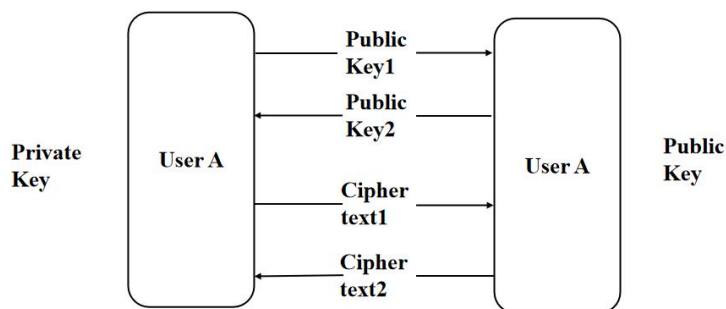 Public
Key1
Public
Key2
Private
Key
User A
User A
Public
Key
Cipher
text1
Cipher
text2